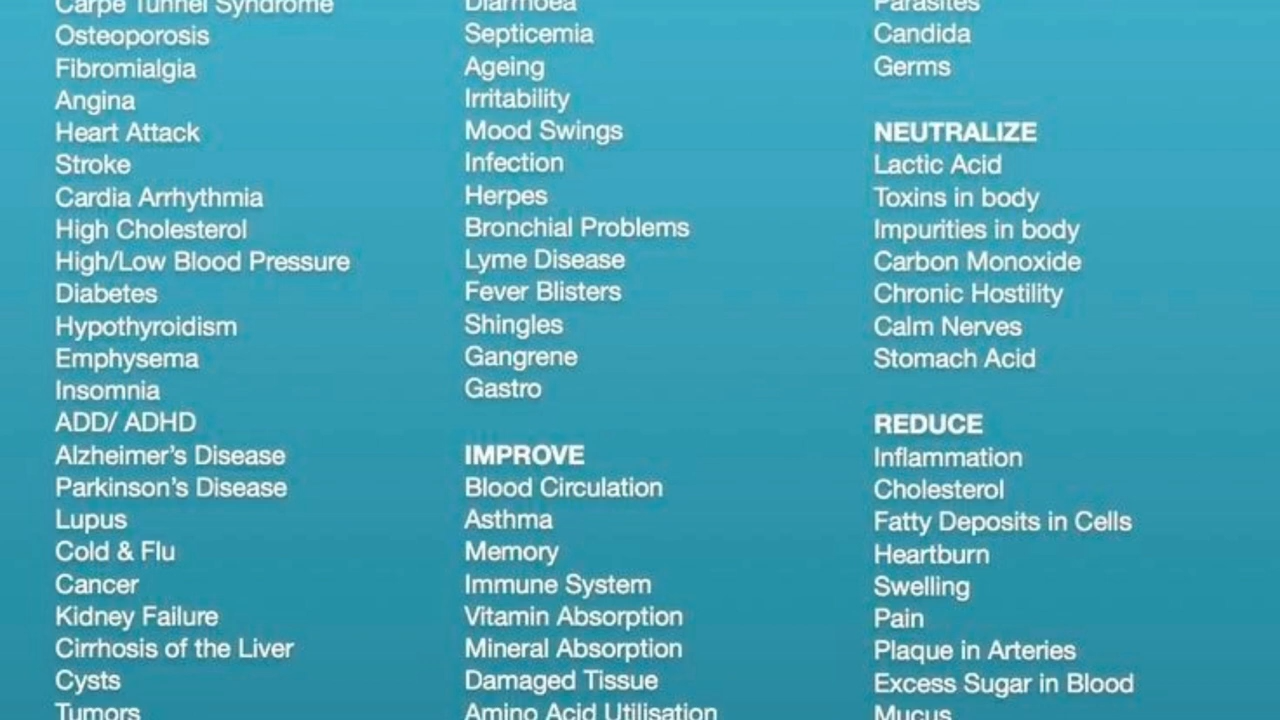 Carpe Tunnel Syndrome
Osteoporosis
Fibromialgia
Angina
Heart Attack
Stroke
Cardia Arrhythmia
High Cholesterol
High/Low Blood Pressure
Diabetes
Hypothyroidism
Emphysema
Insomnia
ADD/ ADHD
Alzheimer’s Disease
Parkinson’s Disease
Lupus
Cold & Flu
Cancer
Kidney Failure
Cirrhosis of the Liver
Cysts
Tumors
Diarrhoea
Septicemia
Ageing
Irritability
Mood Swings
Infection
Herpes
Bronchial Problems
Lyme Disease
Fever Blisters
Shingles
Gangrene
Gastro
IMPROVE
Blood Circulation
Asthma
Memory
Immune System
Vitamin Absorption
Mineral Absorption
Damaged Tissue
Amino Acid Utilisation
Parasites
Candida
Germs
NEUTRALIZE
Lactic Acid
Toxins in body
Impurities in body
Carbon Monoxide
Chronic Hostility
Calm Nerves
Stomach Acid
REDUCE
Inflammation
Cholesterol
Fatty Deposits in Cells
Heartburn
Swelling
Pain
Plaque in Arteries
Excess Sugar in Blood
Mucus